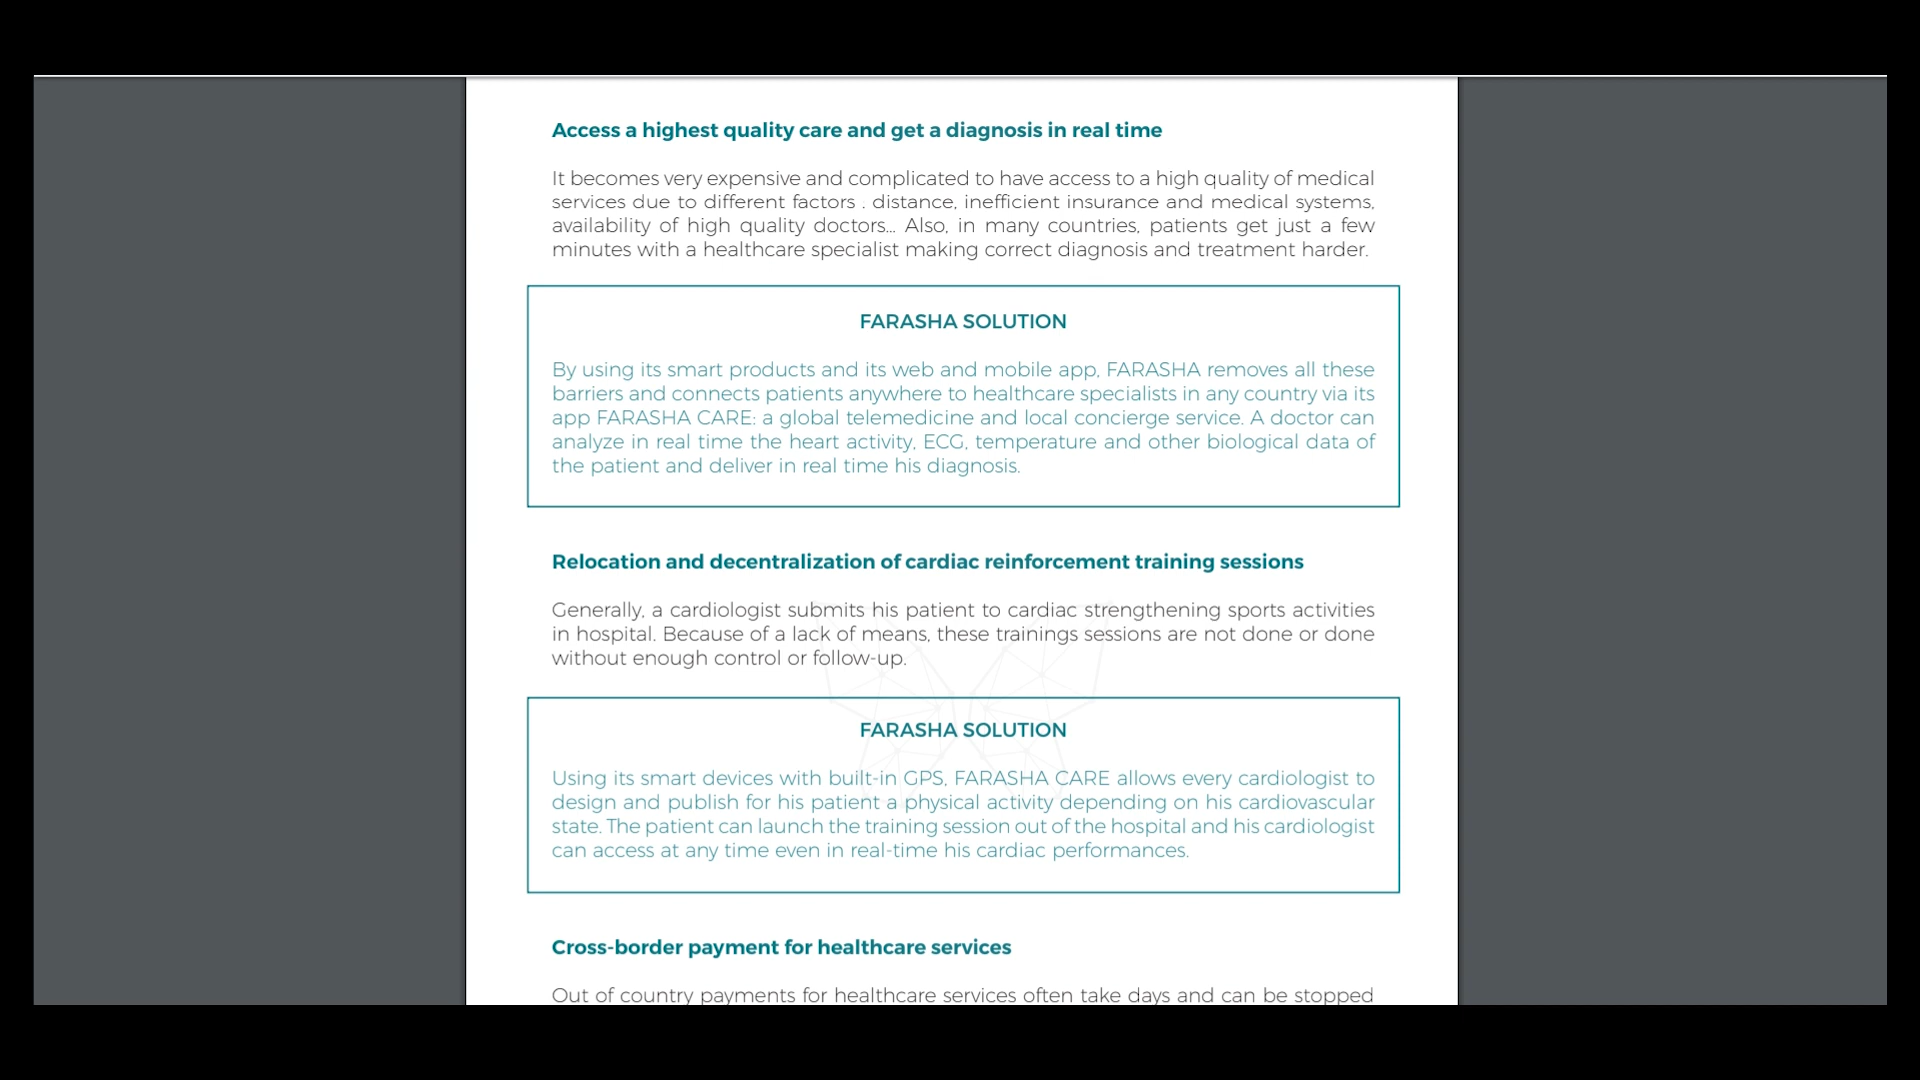 Access a highest quality care and get a diagnosis in real time
It becomes very expensive and complicated to have access to a high quality of medical
services due to different factors . distance, inefficient insurance and medical systems,
availability of high quality doctors... Also, in many countries, patients get just a few
minutes with a healthcare specialist making correct diagnosis and treatment harder.
FARASHA SOLUTION
By using its smart products and its web and mobile app, FARASHA removes all these
barriers and connects patients anywhere to healthcare specialists in any country via its
app FARASHA CARE: a global telemedicine and local concierge service. A doctor can
analyze in real time the heart activity, ECG, temperature and other biological data of
the patient and deliver in real time his diagnosis.
Relocation and decentralization of cardiac reinforcement training sessions
Generally, a cardiologist submits his patient to cardiac strengthening sports activities
in hospital. Because of a lack of means, these trainings sessions are not done or done
without enough control or follow-up.
FARASHA SOLUTION
Using its smart devices with built-in GPS, FARASHA CARE allows every cardiologist to
design and publish for his patient a physical activity depending on his cardiovascular
state. The patient can launch the training session out of the hospital and his cardiologist
can access at any time even in real-time his cardiac performances.
Cross-border payment for healthcare services
Out of country payments for healthcare services often take days and can be stopped